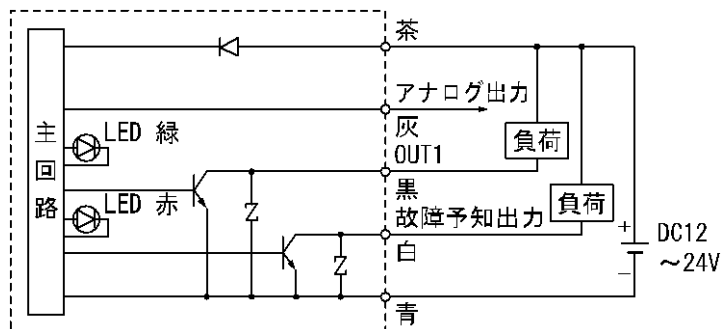 茶
アナログ出力
灰
主回路
LED 緑
OUT1
負荷
黒
LED 赤
故障予知出力
負荷
白
+
DC12
～24V
−
青